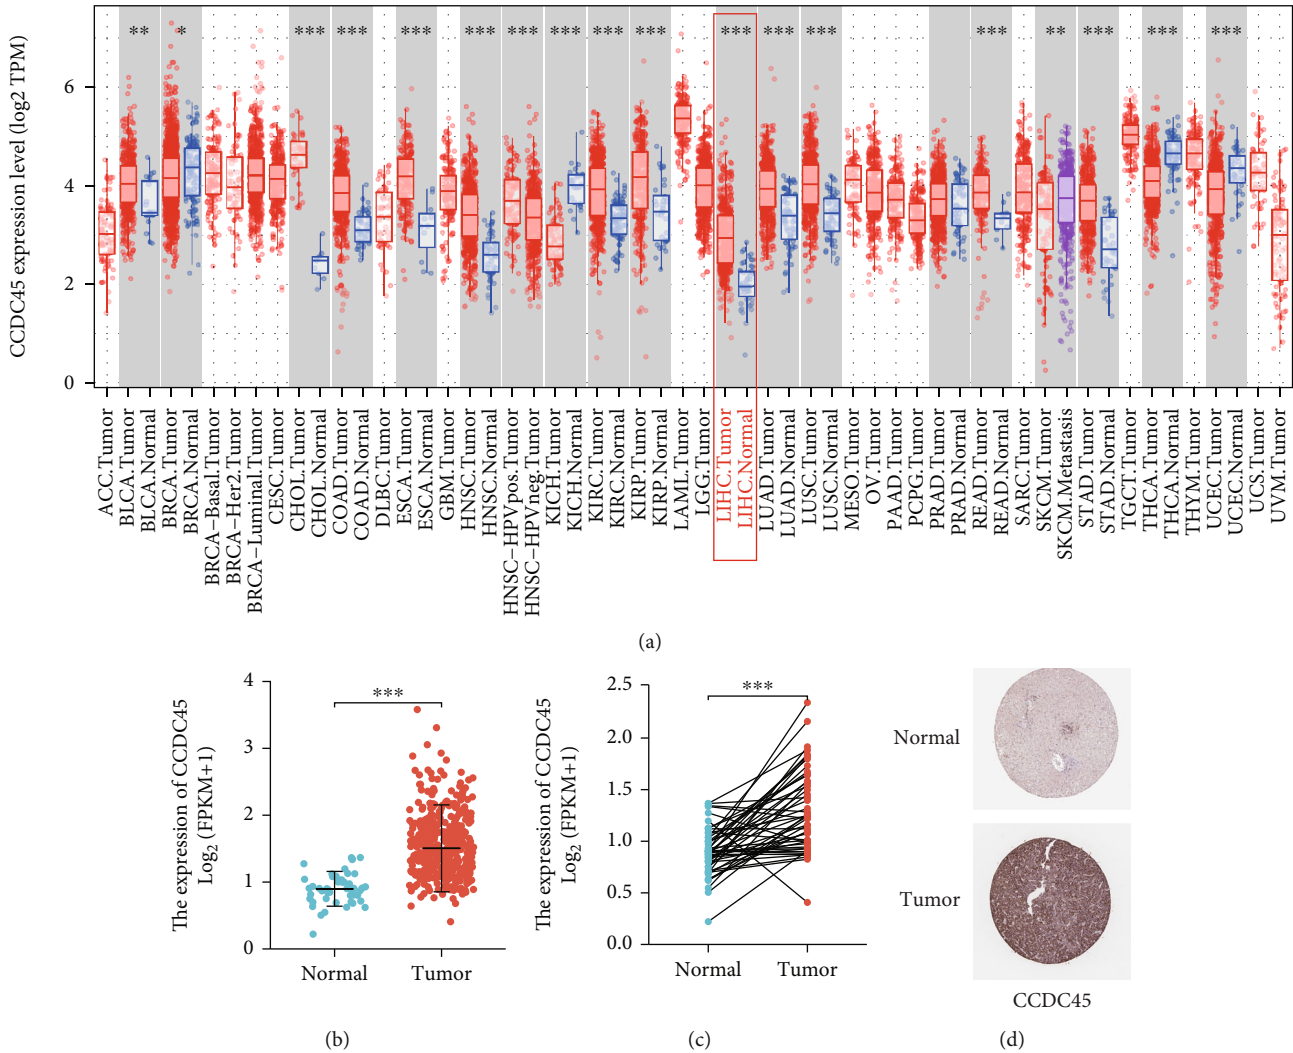 CCDC45 expression level (log2 TPM)
6
4
2
0
** * *** *** *** *** *** *** *** *** *** *** *** *** ** *** *** ***
ACC.Tumor
BLCA.Tumor
BLCA.Normal
BRCA.Tumor
BRCA.Normal
BRCA−Basal.Tumor
BRCA−Her2.Tumor
BRCA−Luminal.Tumor
CESC.Tumor
CHOL.Tumor
CHOL.Normal
COAD.Tumor
COAD.Normal
DLBC.Tumor
ESCA.Tumor
ESCA.Normal
GBM.Tumor
HNSC.Tumor
HNSC.Normal
HNSC−HPVpos.Tumor
HNSC−HPVneg.Tumor
KICH.Tumor
KICH.Normal
KIRC.Tumor
KIRC.Normal
KIRP.Tumor
KIRP.Normal
LAML.Tumor
LGG.Tumor
LIHC.Tumor
LIHC.Normal
LUAD.Tumor
LUAD.Normal
LUSC.Tumor
LUSC.Normal
MESO.Tumor
OV.Tumor
PAAD.Tumor
PCPG.Tumor
PRAD.Tumor
PRAD.Normal
READ.Tumor
READ.Normal
SARC.Tumor
SKCM.Tumor
SKCM.Metastasis
STAD.Tumor
STAD.Normal
TGCT.Tumor
THCA.Tumor
THCA.Normal
THYM.Tumor
UCEC.Tumor
UCEC.Normal
UCS.Tumor
UVM.Tumor
(a)
The expression of CCDC45
Log₂ (FPKM+1)
4
3
2
1
0
***
Normal Tumor
(b)
The expression of CCDC45
Log₂ (FPKM+1)
2.5
2.0
1.5
1.0
0.5
0.0
***
Normal Tumor
(c)
Normal
Tumor
CCDC45
(d)